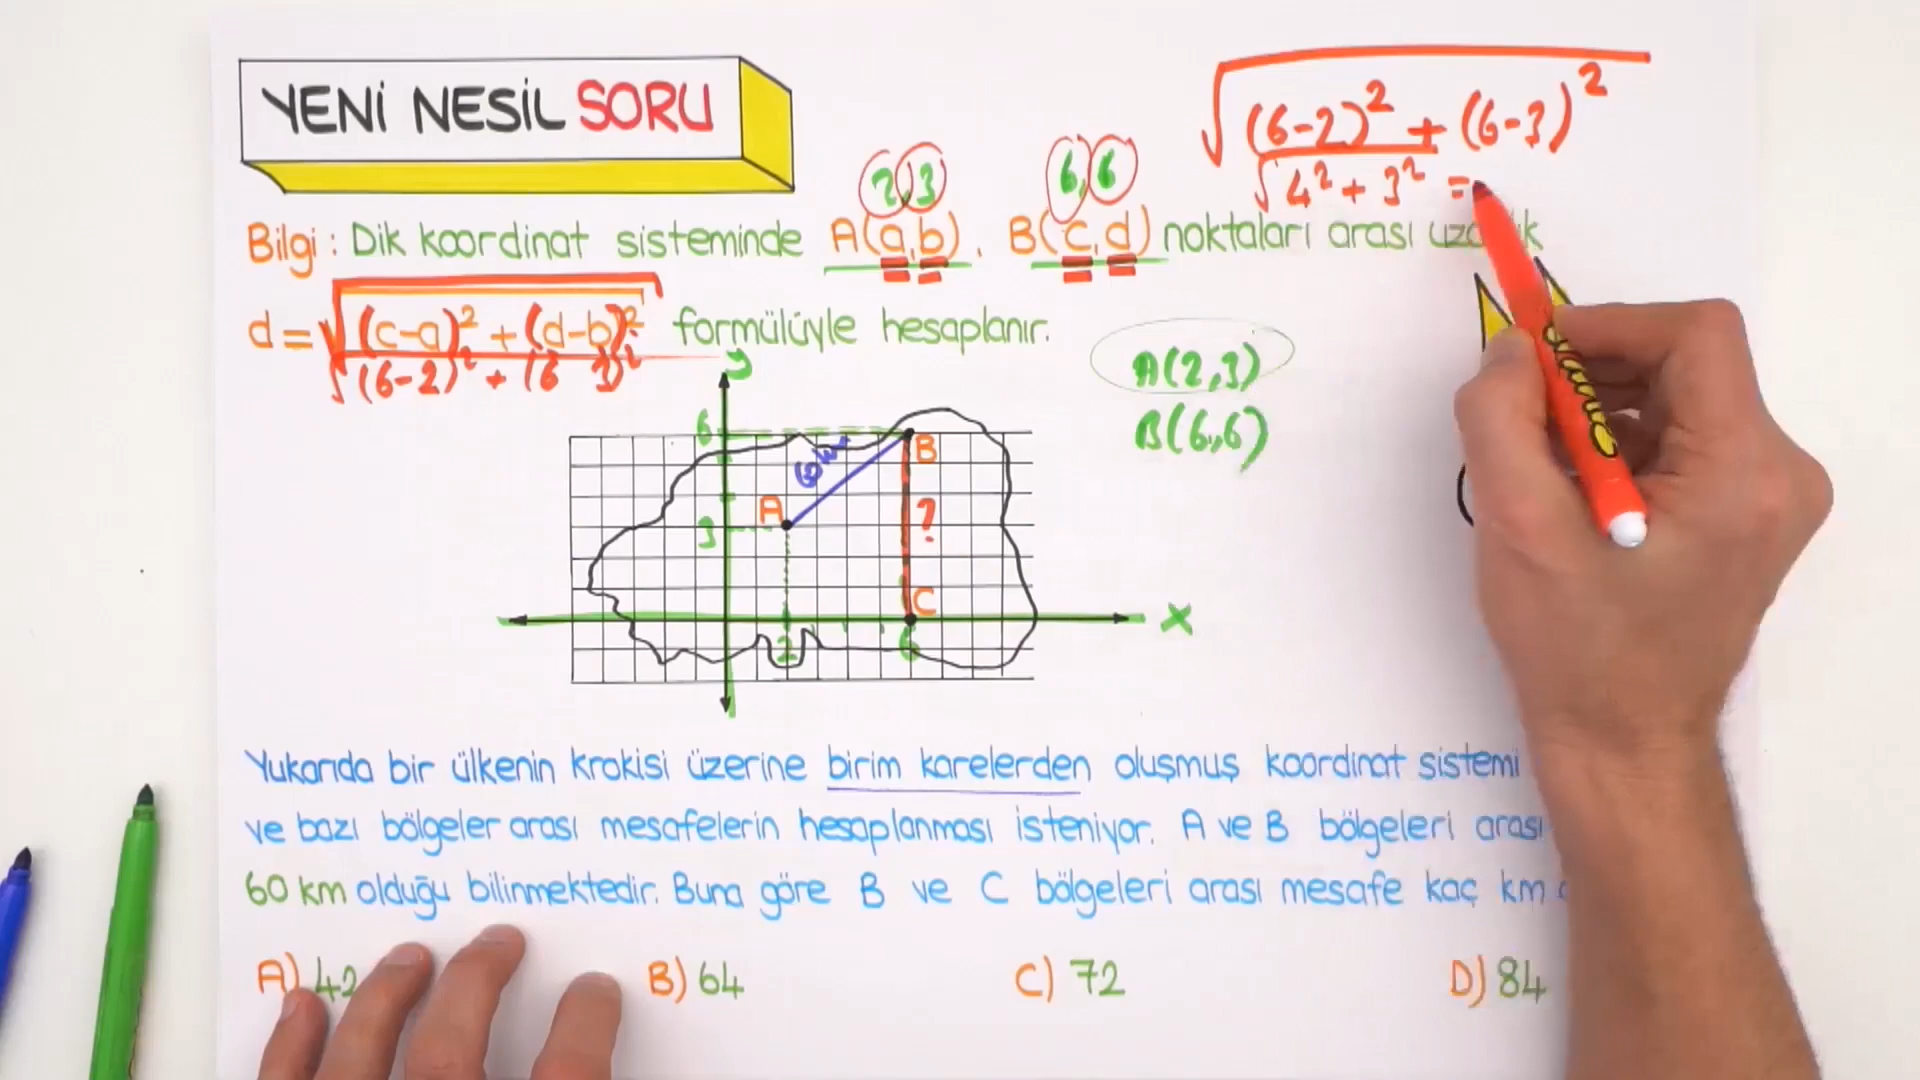 YENİ NESİL SORU
√(6-2)² + (6-3)²
2,3 6,6
√4² + 3² =
Bilgi : Dik koordinat sisteminde A(a,b), B(c,d) noktaları arası
d = √(c-a)² + (d-b)² formülüyle hesaplanır.
√(6-2)² + (6 3)²
y
A(2,3)
B(6,6)
6
B
A
3
?
C
x
2
6
Yukarıda bir ülkenin krokisi üzerine birim karelerden oluşmuş koordinat sistemi
ve bazı bölgeler arası mesafelerin hesaplanması isteniyor. A ve B bölgeleri arası
60 km olduğu bilinmektedir. Buna göre B ve C bölgeleri arası mesafe kaç km
A) 42 B) 64 C) 72 D) 84